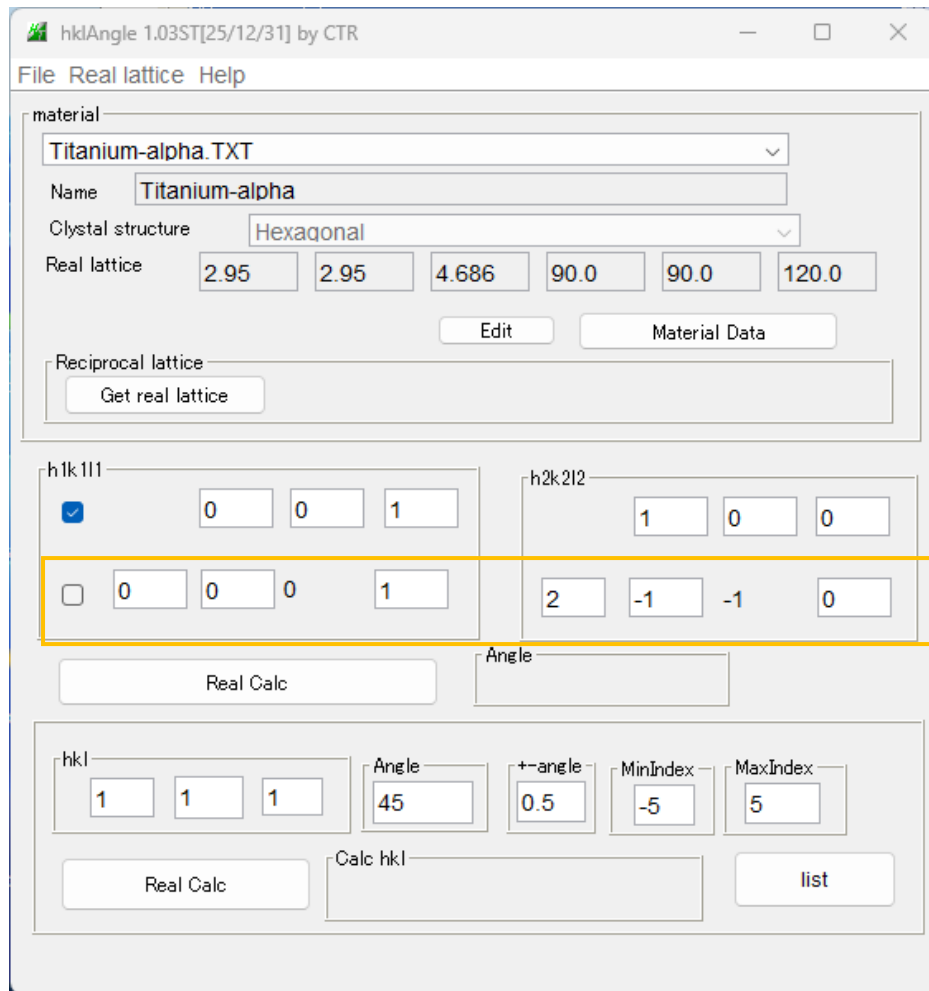 hklAngle 1.03ST[25/12/31] by CTR
File Real lattice Help
material
Titanium-alpha.TXT
Name Titanium-alpha
Clystal structure Hexagonal
Real lattice 2.95 2.95 4.686 90.0 90.0 120.0
Edit Material Data
Reciprocal lattice
Get real lattice
h1k1l1 h2k2l2
0 0 1 1 0 0
0 0 0 1 2 -1 -1 0
Real Calc Angle
hkl Angle +-angle MinIndex MaxIndex
1 1 1 45 0.5 -5 5
Real Calc Calc hkl list